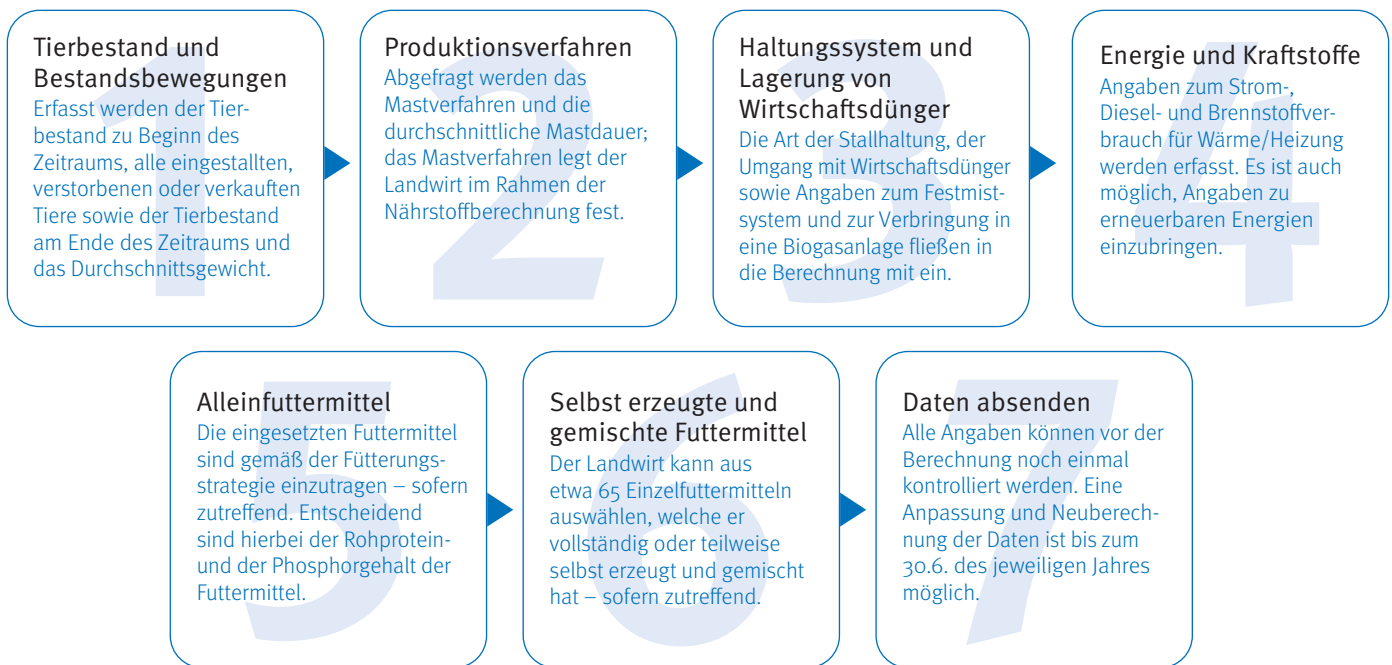 1
Tierbestand und
Bestandsbewegungen
Erfasst werden der Tier-
bestand zu Beginn des
Zeitraums, alle eingestallten,
verstorbenen oder verkauften
Tiere sowie der Tierbestand
am Ende des Zeitraums und
das Durchschnittsgewicht.
2
Produktionsverfahren
Abgefragt werden das
Mastverfahren und die
durchschnittliche Mastdauer;
das Mastverfahren legt der
Landwirt im Rahmen der
Nährstoffberechnung fest.
3
Haltungssystem und
Lagerung von
Wirtschaftsdünger
Die Art der Stallhaltung, der
Umgang mit Wirtschaftsdünger
sowie Angaben zum Festmist-
system und zur Verbringung in
eine Biogasanlage fließen in
die Berechnung mit ein.
4
Energie und Kraftstoffe
Angaben zum Strom-,
Diesel- und Brennstoffver-
brauch für Wärme/Heizung
werden erfasst. Es ist auch
möglich, Angaben zu
erneuerbaren Energien
einzubringen.
5
Alleinfuttermittel
Die eingesetzten Futtermittel
sind gemäß der Fütterungs-
strategie einzutragen – sofern
zutreffend. Entscheidend
sind hierbei der Rohprotein-
und der Phosphorgehalt der
Futtermittel.
6
Selbst erzeugte und
gemischte Futtermittel
Der Landwirt kann aus
etwa 65 Einzelfuttermitteln
auswählen, welche er
vollständig oder teilweise
selbst erzeugt und gemischt
hat – sofern zutreffend.
7
Daten absenden
Alle Angaben können vor der
Berechnung noch einmal
kontrolliert werden. Eine
Anpassung und Neuberech-
nung der Daten ist bis zum
30.6. des jeweiligen Jahres
möglich.